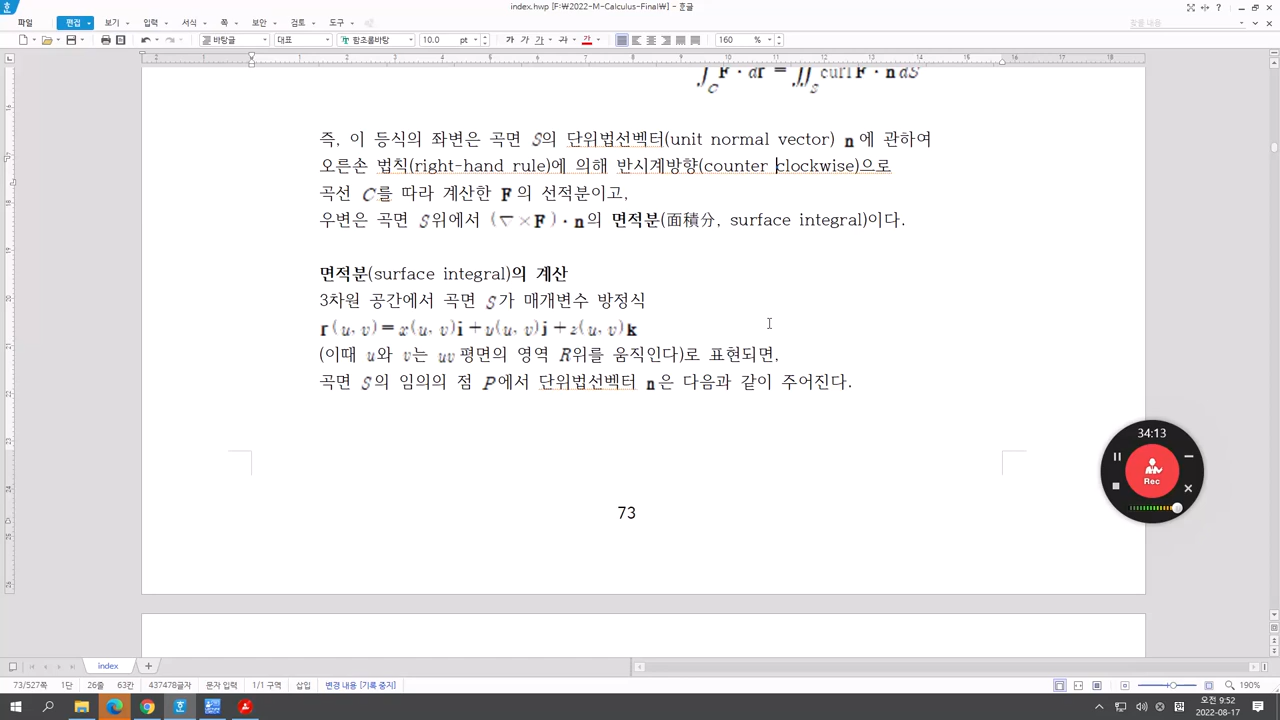 index.hwp [F:\2022-M-Calculus-Final\] - 한글
파일 편집 보기 입력 서식 쪽 보안 검토 도구
바탕글 대표 함초롬바탕 10.0 pt 가 가 가 가 가 160 %
∫_C F · dr = ∬_S curl F · n dS
즉, 이 등식의 좌변은 곡면 S의 단위법선벡터(unit normal vector) n에 관하여
오른손 법칙(right-hand rule)에 의해 반시계방향(counter clockwise)으로
곡선 C를 따라 계산한 F의 선적분이고,
우변은 곡면 S위에서 (▽×F)·n의 면적분(面積分, surface integral)이다.
면적분(surface integral)의 계산
3차원 공간에서 곡면 S가 매개변수 방정식
r(u, v)=x(u, v)i+y(u, v)j+z(u, v)k
(이때 u와 v는 uv평면의 영역 R위를 움직인다)로 표현되면,
곡면 S의 임의의 점 P에서 단위법선벡터 n은 다음과 같이 주어진다.
34:13
Rec
73
index
73/527쪽 1단 26줄 63칸 437478글자 문자 입력 1/1 구역 삽입 변경 내용 [기록 중지] 190%
오전 9:52
2022-08-17